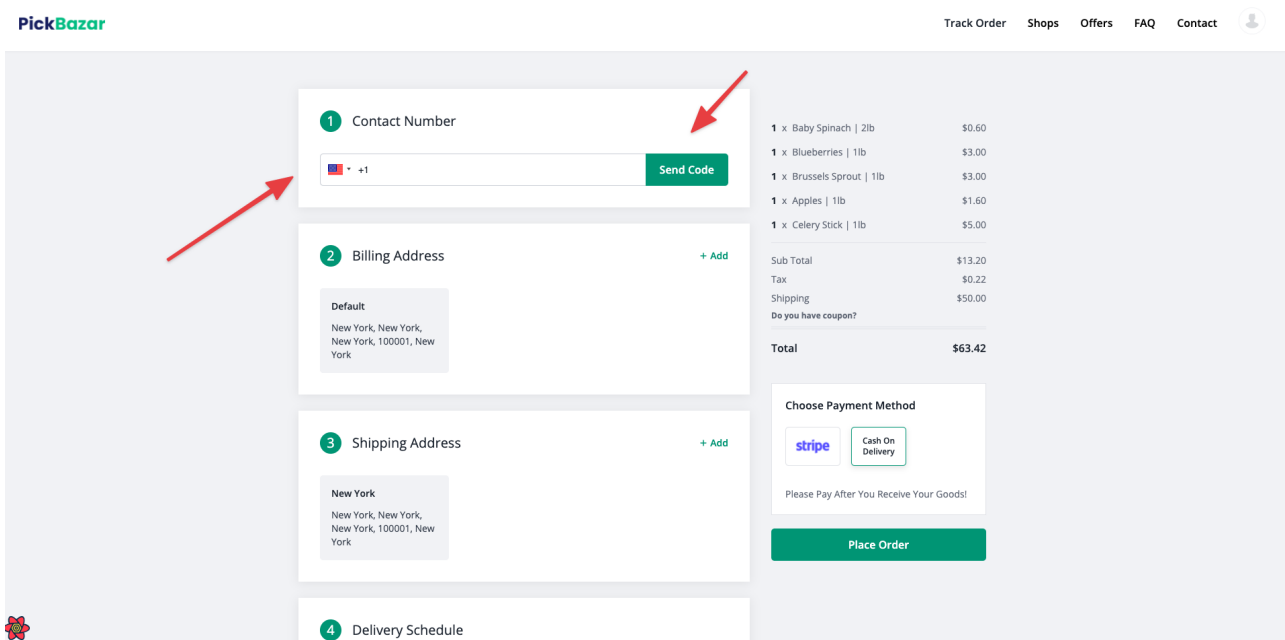 PickBazar
Track Order Shops Offers FAQ Contact
1 Contact Number
+1 Send Code
2 Billing Address + Add
Default
New York, New York,
New York, 100001, New
York
3 Shipping Address + Add
New York
New York, New York,
New York, 100001, New
York
4 Delivery Schedule
1 x Baby Spinach | 2lb $0.60
1 x Blueberries | 1lb $3.00
1 x Brussels Sprout | 1lb $3.00
1 x Apples | 1lb $1.60
1 x Celery Stick | 1lb $5.00
Sub Total $13.20
Tax $0.22
Shipping $50.00
Do you have coupon?
Total $63.42
Choose Payment Method
stripe
Cash On
Delivery
Please Pay After You Receive Your Goods!
Place Order